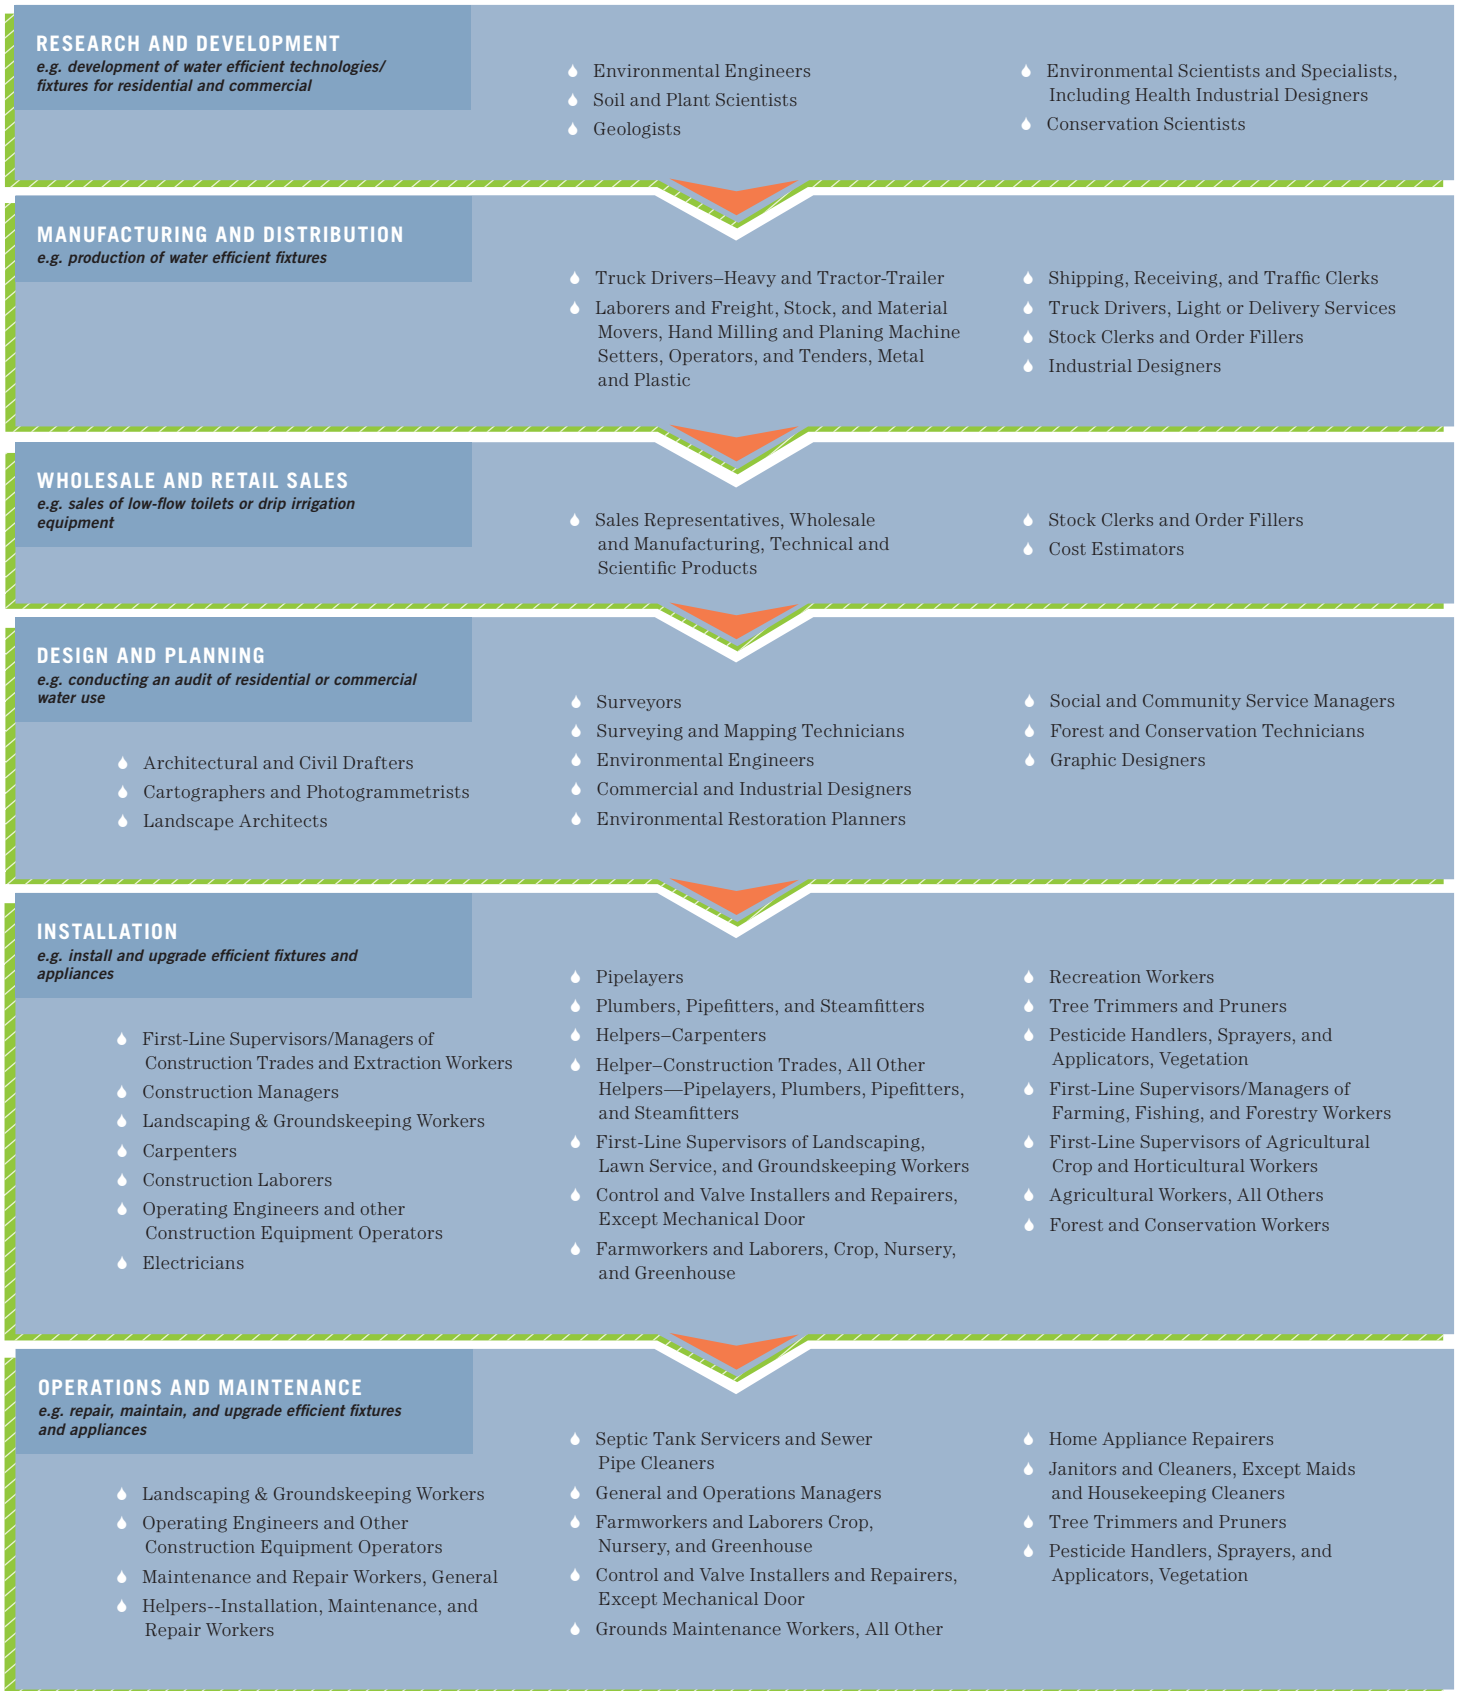 RESEARCH AND DEVELOPMENT
e.g. development of water efficient technologies/
fixtures for residential and commercial
Environmental Engineers
Soil and Plant Scientists
Geologists
Environmental Scientists and Specialists,
Including Health Industrial Designers
Conservation Scientists
MANUFACTURING AND DISTRIBUTION
e.g. production of water efficient fixtures
Truck Drivers–Heavy and Tractor-Trailer
Laborers and Freight, Stock, and Material
Movers, Hand Milling and Planing Machine
Setters, Operators, and Tenders, Metal
and Plastic
Shipping, Receiving, and Traffic Clerks
Truck Drivers, Light or Delivery Services
Stock Clerks and Order Fillers
Industrial Designers
WHOLESALE AND RETAIL SALES
e.g. sales of low-flow toilets or drip irrigation
equipment
Sales Representatives, Wholesale
and Manufacturing, Technical and
Scientific Products
Stock Clerks and Order Fillers
Cost Estimators
DESIGN AND PLANNING
e.g. conducting an audit of residential or commercial
water use
Architectural and Civil Drafters
Cartographers and Photogrammetrists
Landscape Architects
Surveyors
Surveying and Mapping Technicians
Environmental Engineers
Commercial and Industrial Designers
Environmental Restoration Planners
Social and Community Service Managers
Forest and Conservation Technicians
Graphic Designers
INSTALLATION
e.g. install and upgrade efficient fixtures and
appliances
First-Line Supervisors/Managers of
Construction Trades and Extraction Workers
Construction Managers
Landscaping & Groundskeeping Workers
Carpenters
Construction Laborers
Operating Engineers and other
Construction Equipment Operators
Electricians
Pipelayers
Plumbers, Pipefitters, and Steamfitters
Helpers–Carpenters
Helper–Construction Trades, All Other
Helpers—Pipelayers, Plumbers, Pipefitters,
and Steamfitters
First-Line Supervisors of Landscaping,
Lawn Service, and Groundskeeping Workers
Control and Valve Installers and Repairers,
Except Mechanical Door
Farmworkers and Laborers, Crop, Nursery,
and Greenhouse
Recreation Workers
Tree Trimmers and Pruners
Pesticide Handlers, Sprayers, and
Applicators, Vegetation
First-Line Supervisors/Managers of
Farming, Fishing, and Forestry Workers
First-Line Supervisors of Agricultural
Crop and Horticultural Workers
Agricultural Workers, All Others
Forest and Conservation Workers
OPERATIONS AND MAINTENANCE
e.g. repair, maintain, and upgrade efficient fixtures
and appliances
Landscaping & Groundskeeping Workers
Operating Engineers and Other
Construction Equipment Operators
Maintenance and Repair Workers, General
Helpers--Installation, Maintenance, and
Repair Workers
Septic Tank Servicers and Sewer
Pipe Cleaners
General and Operations Managers
Farmworkers and Laborers Crop,
Nursery, and Greenhouse
Control and Valve Installers and Repairers,
Except Mechanical Door
Grounds Maintenance Workers, All Other
Home Appliance Repairers
Janitors and Cleaners, Except Maids
and Housekeeping Cleaners
Tree Trimmers and Pruners
Pesticide Handlers, Sprayers, and
Applicators, Vegetation